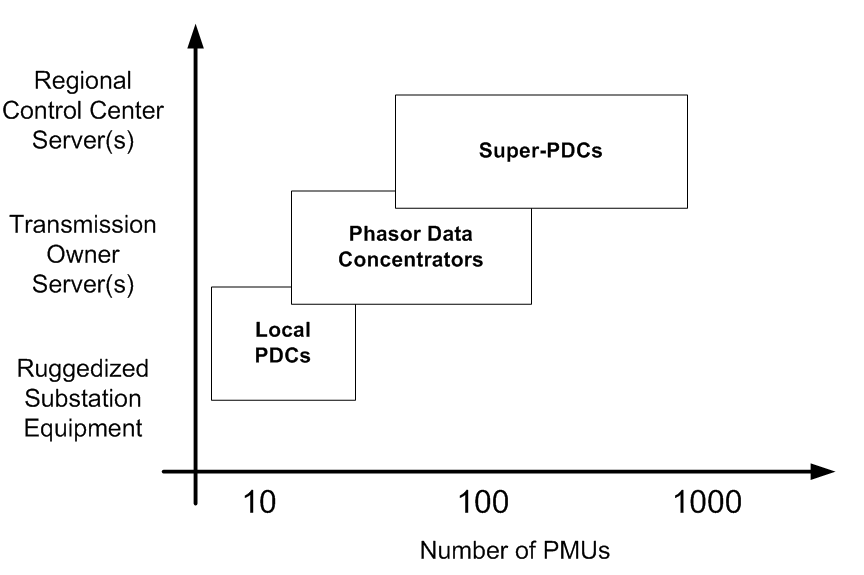 Regional
Control Center
Server(s)
Super-PDCs
Transmission
Owner
Server(s)
Phasor Data
Concentrators
Local
PDCs
Ruggedized
Substation
Equipment
10
100
1000
Number of PMUs